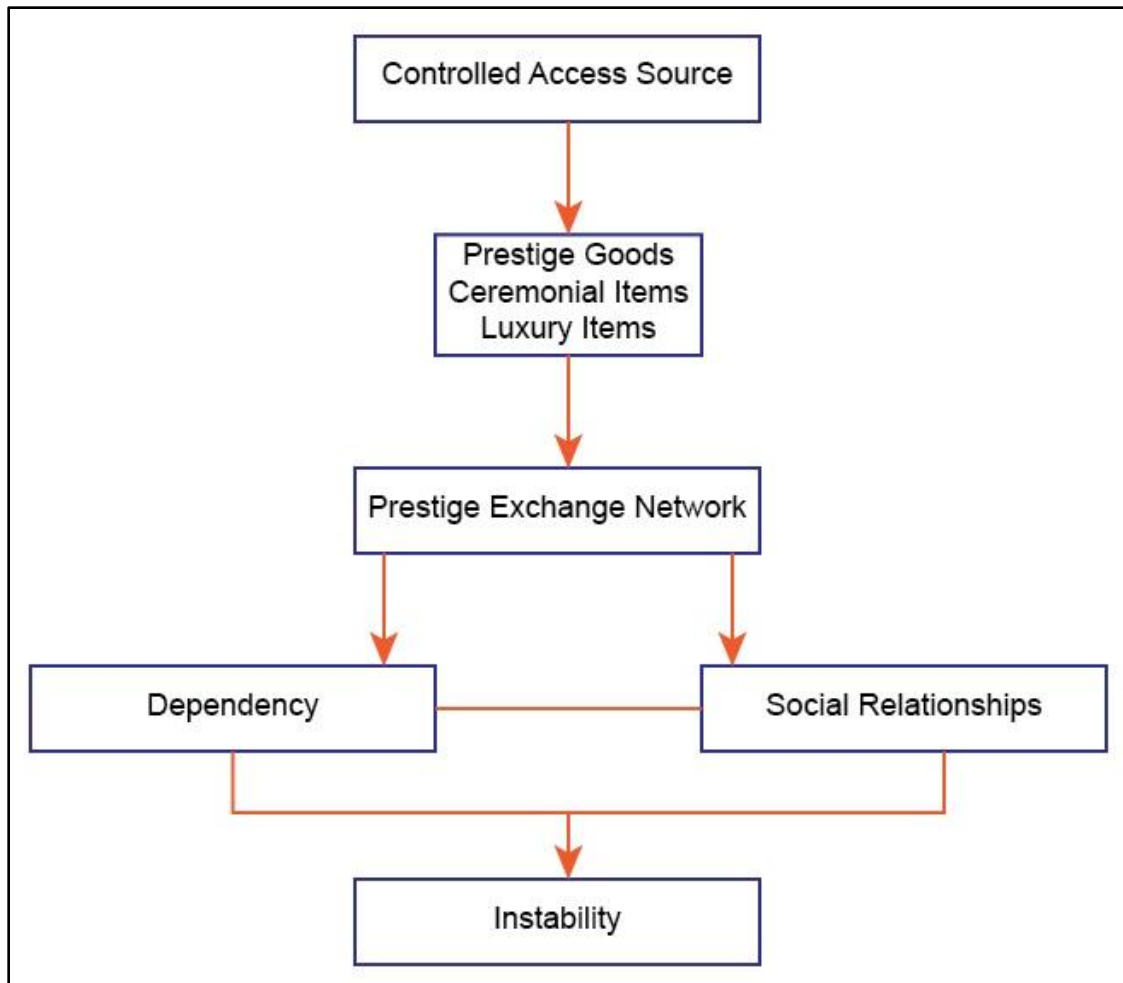 Controlled Access Source
Prestige Goods
Ceremonial Items
Luxury Items
Prestige Exchange Network
Dependency
Social Relationships
Instability